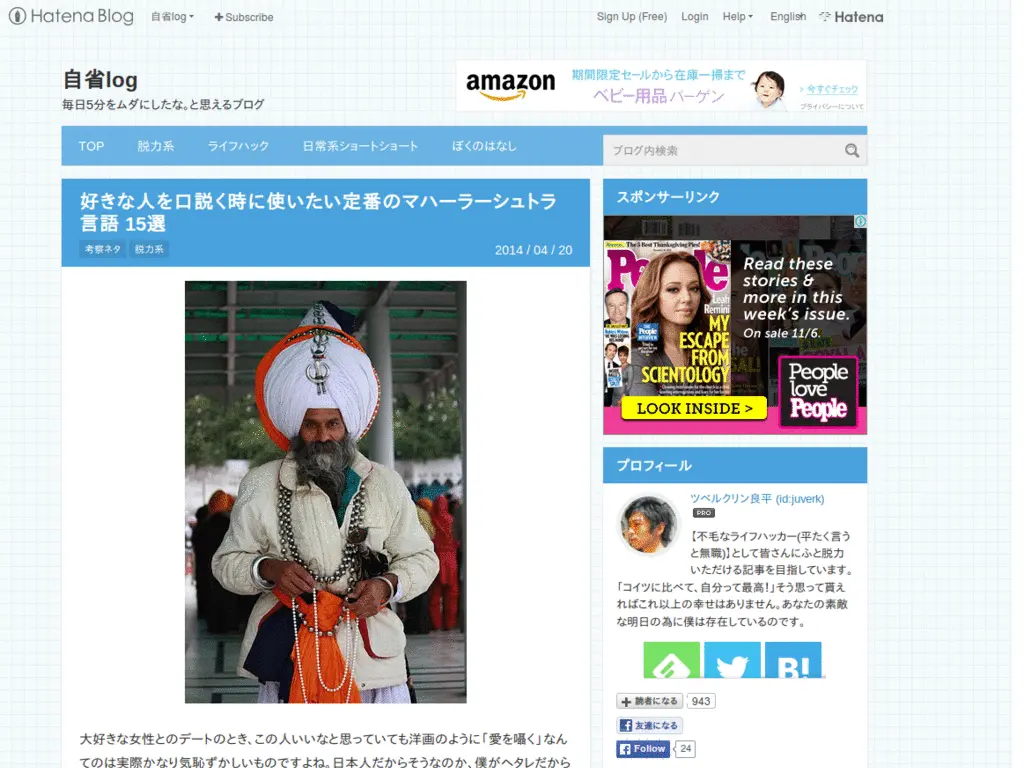 Hatena Blog
自省log
Subscribe
Sign Up (Free)
Login
Help
English
Hatena
自省log
毎日5分をムダにしたな。と思えるブログ
amazon
期間限定セールから在庫一掃まで
ベビー用品 バーゲン
> 今すぐチェック
プライバシーについて
TOP
脱力系
ライフハック
日常系ショートショート
ぼくのはなし
ブログ内検索
好きな人を口説く時に使いたい定番のマハーラーシュトラ
言語 15選
考察ネタ
脱力系
2014 / 04 / 20
大好きな女性とのデートのとき、この人いいなと思っていても洋画のように「愛を囁く」なん
てのは実際かなり気恥ずかしいものですよね。日本人だからそうなのか、僕がヘタレだから
スポンサーリンク
The 5 Best Thanksgiving Pies!
People
Leah
Remini
MY
ESCAPE
FROM
SCIENTOLOGY
Read these
stories &
more in this
week's issue.
On sale 11/6.
LOOK INSIDE >
People
love
People
プロフィール
ツベルクリン良平 (id:juverk)
PRO
【不毛なライフハッカー(平たく言う
と無職)】として皆さんにふと脱力
いただける記事を目指しています。
「コイツに比べて、自分って最高！」そう思って貰え
ればこれ以上の幸せはありません。あなたの素敵
な明日の為に僕は存在しているのです。
B!
読者になる
943
友達になる
Follow
24